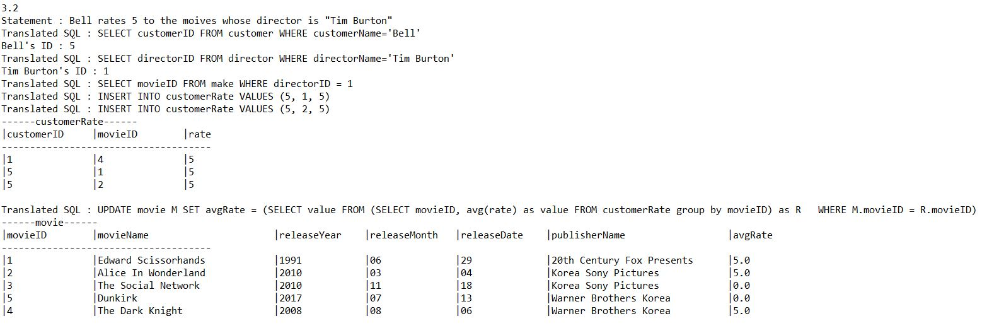 3.2
Statement : Bell rates 5 to the moives whose director is "Tim Burton"
Translated SQL : SELECT customerID FROM customer WHERE customerName='Bell'
Bell's ID : 5
Translated SQL : SELECT directorID FROM director WHERE directorName='Tim Burton'
Tim Burton's ID : 1
Translated SQL : SELECT movieID FROM make WHERE directorID = 1
Translated SQL : INSERT INTO customerRate VALUES (5, 1, 5)
Translated SQL : INSERT INTO customerRate VALUES (5, 2, 5)
------customerRate------
|customerID     |movieID        |rate
-------------------------------------
|1              |4              |5
|5              |1              |5
|5              |2              |5
Translated SQL : UPDATE movie M SET avgRate = (SELECT value FROM (SELECT movieID, avg(rate) as value FROM customerRate group by movieID) as R   WHERE M.movieID = R.movieID)
------movie------
|movieID        |movieName                      |releaseYear    |releaseMonth   |releaseDate    |publisherName                  |avgRate
-------------------------------------
|1              |Edward Scissorhands            |1991           |06             |29             |20th Century Fox Presents      |5.0
|2              |Alice In Wonderland            |2010           |03             |04             |Korea Sony Pictures            |5.0
|3              |The Social Network             |2010           |11             |18             |Korea Sony Pictures            |0.0
|5              |Dunkirk                        |2017           |07             |13             |Warner Brothers Korea          |0.0
|4              |The Dark Knight                |2008           |08             |06             |Warner Brothers Korea          |5.0